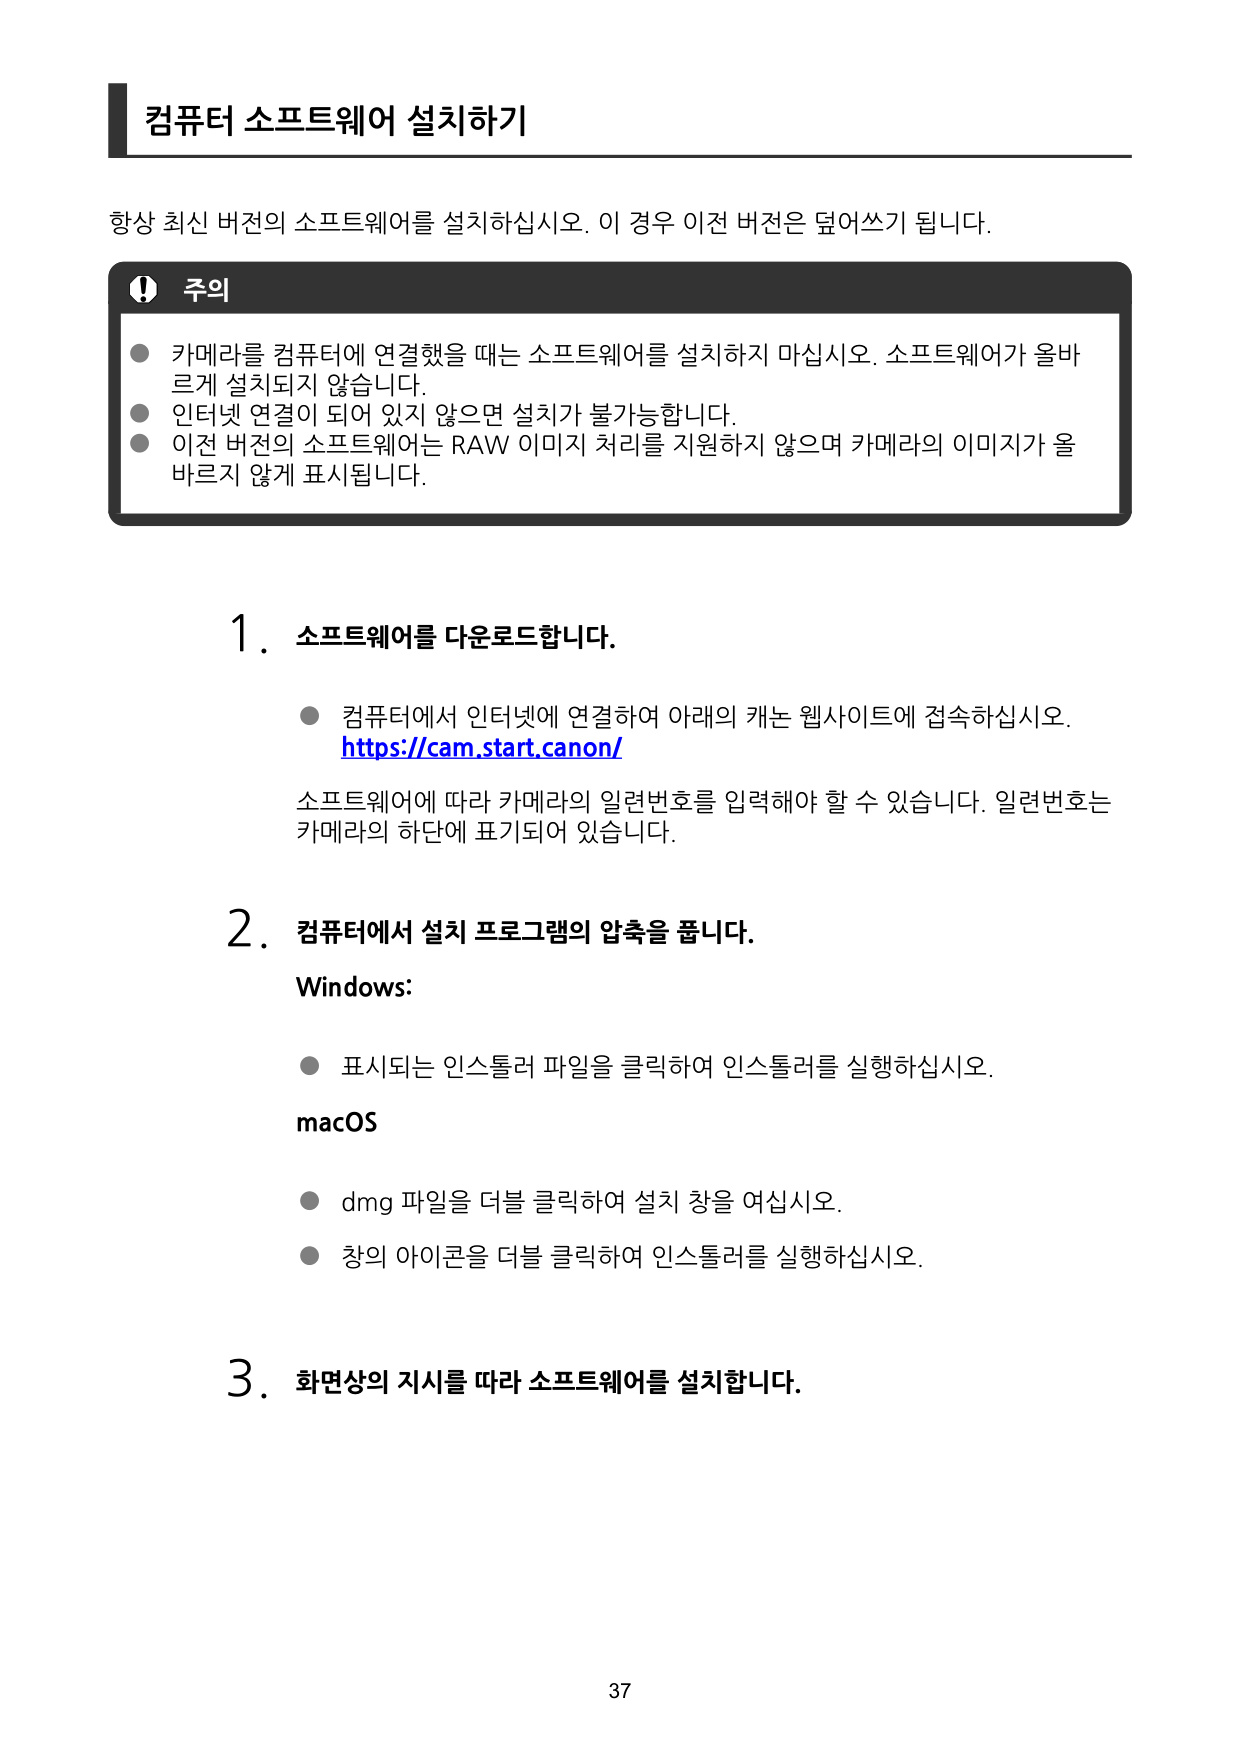 컴퓨터 소프트웨어 설치하기
항상 최신 버전의 소프트웨어를 설치하십시오. 이 경우 이전 버전은 덮어쓰기 됩니다.
주의
● 카메라를 컴퓨터에 연결했을 때는 소프트웨어를 설치하지 마십시오. 소프트웨어가 올바
르게 설치되지 않습니다.
● 인터넷 연결이 되어 있지 않으면 설치가 불가능합니다.
● 이전 버전의 소프트웨어는 RAW 이미지 처리를 지원하지 않으며 카메라의 이미지가 올
바르지 않게 표시됩니다.
1. 소프트웨어를 다운로드합니다.
● 컴퓨터에서 인터넷에 연결하여 아래의 캐논 웹사이트에 접속하십시오.
https://cam.start.canon/
소프트웨어에 따라 카메라의 일련번호를 입력해야 할 수 있습니다. 일련번호는
카메라의 하단에 표기되어 있습니다.
2. 컴퓨터에서 설치 프로그램의 압축을 풉니다.
Windows:
● 표시되는 인스톨러 파일을 클릭하여 인스톨러를 실행하십시오.
macOS
● dmg 파일을 더블 클릭하여 설치 창을 여십시오.
● 창의 아이콘을 더블 클릭하여 인스톨러를 실행하십시오.
3. 화면상의 지시를 따라 소프트웨어를 설치합니다.
37